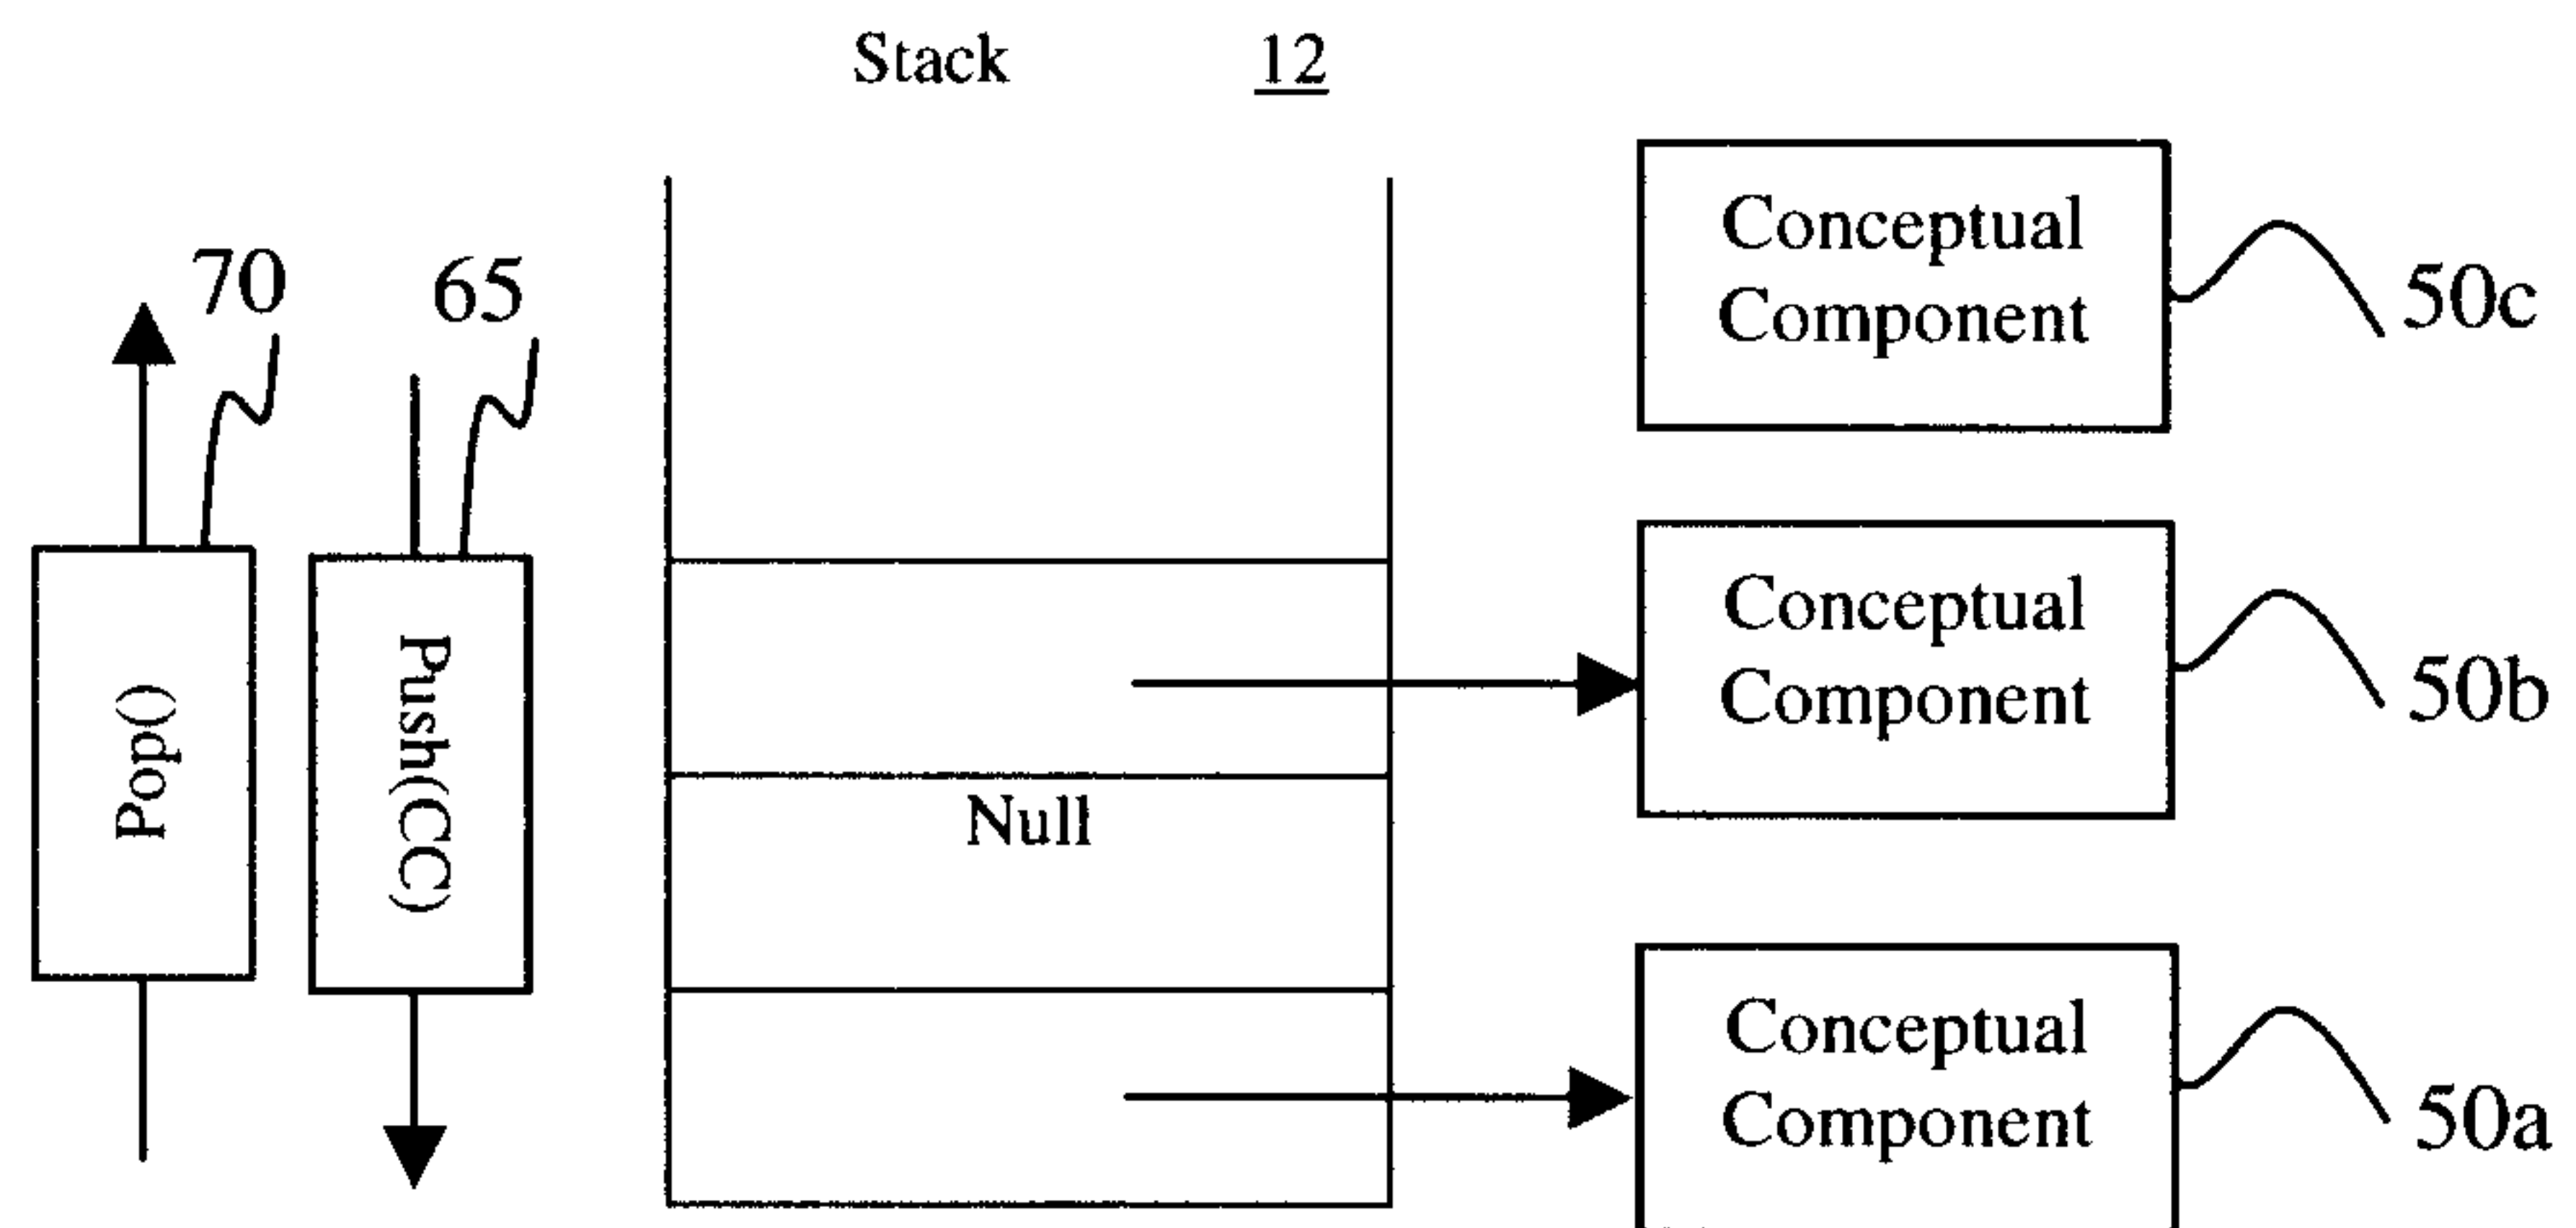 Stack 12
70
65
Conceptual
Component
50c
Pop()
Push(CC)
Conceptual
Component
50b
Null
Conceptual
Component
50a